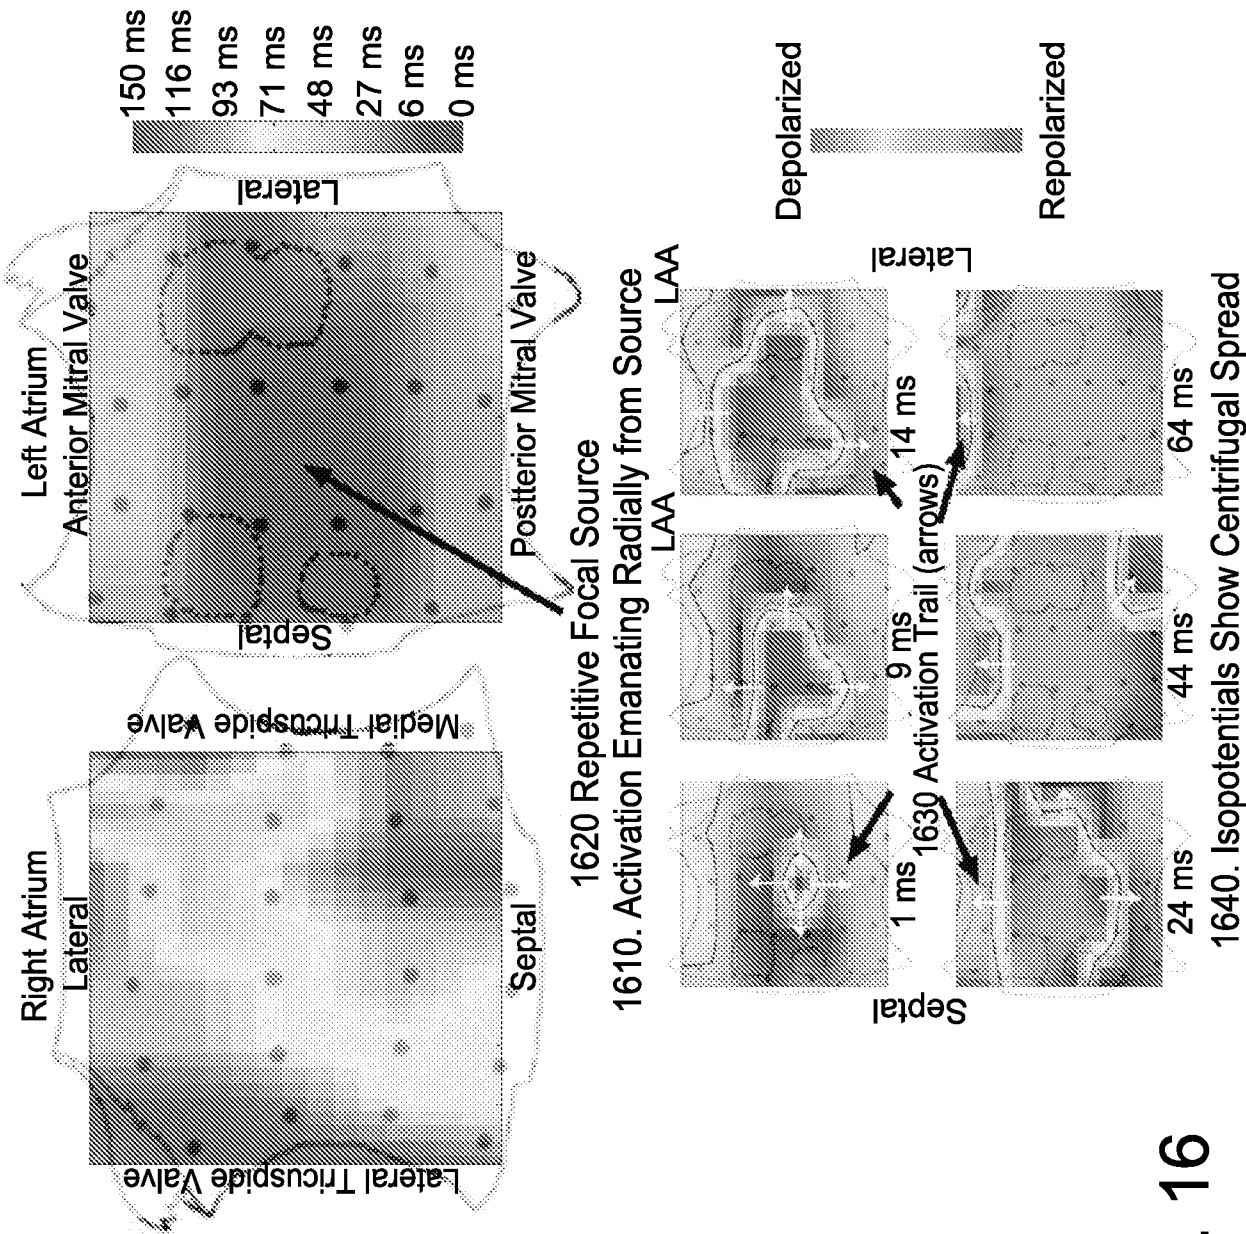 Right Atrium
Lateral
Lateral Tricuspide Valve
Medial Tricuspide Valve
Septal
Left Atrium
Anterior Mitral Valve
Septal
Lateral
Posterior Mitral Valve
150 ms
116 ms
93 ms
71 ms
48 ms
27 ms
6 ms
0 ms
1620 Repetitive Focal Source
1610. Activation Emanating Radially from Source
LAA
LAA
Septal
Lateral
1 ms
9 ms
14 ms
1630 Activation Trail (arrows)
24 ms
44 ms
64 ms
1640. Isopotentials Show Centrifugal Spread
Depolarized
Repolarized
16